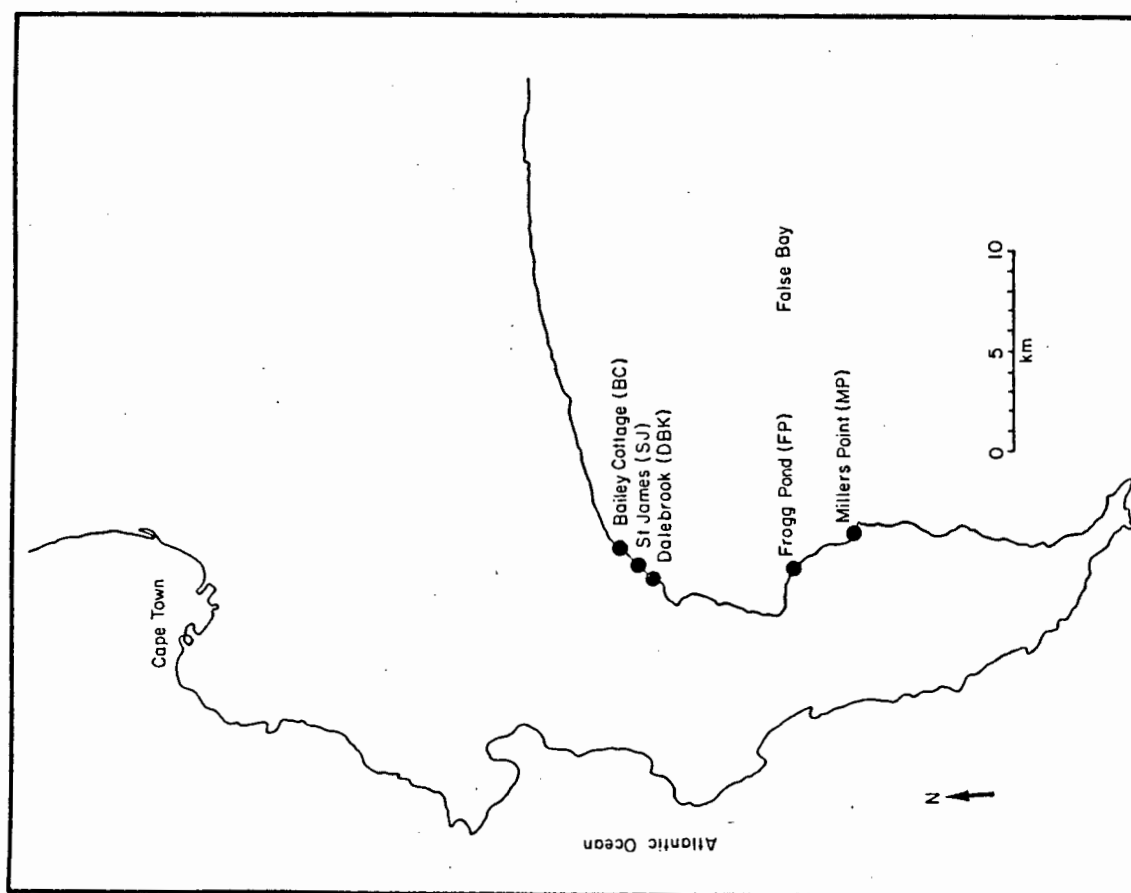 Cape Town
Bailey Cottage (BC)
St James (SJ)
Dalebrook (DBK)
Frogg Pond (FP)
False Bay
Millers Point (MP)
0 5 10
km
N
Atlantic Ocean